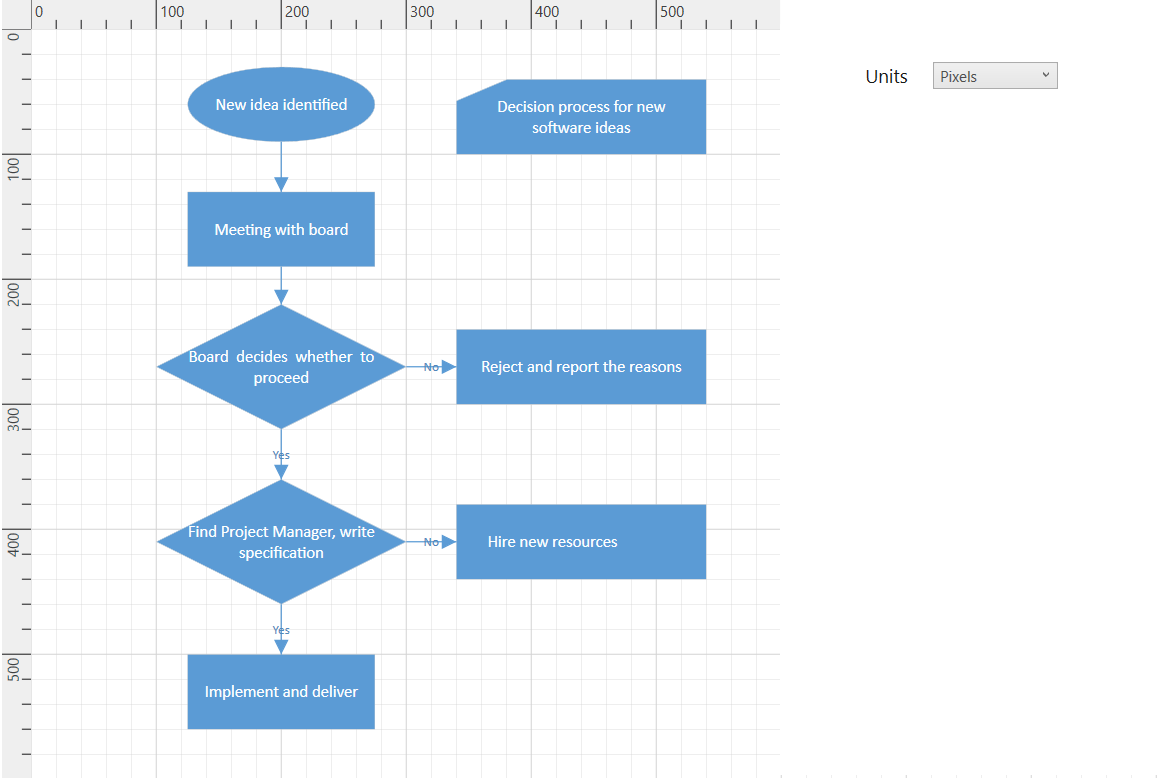 0 100 200 300 400 500
0
100
200
300
400
500
Units
Pixels
New idea identified
Decision process for new
software ideas
Meeting with board
Board decides whether to
proceed
No
Reject and report the reasons
Yes
Find Project Manager, write
specification
No
Hire new resources
Yes
Implement and deliver